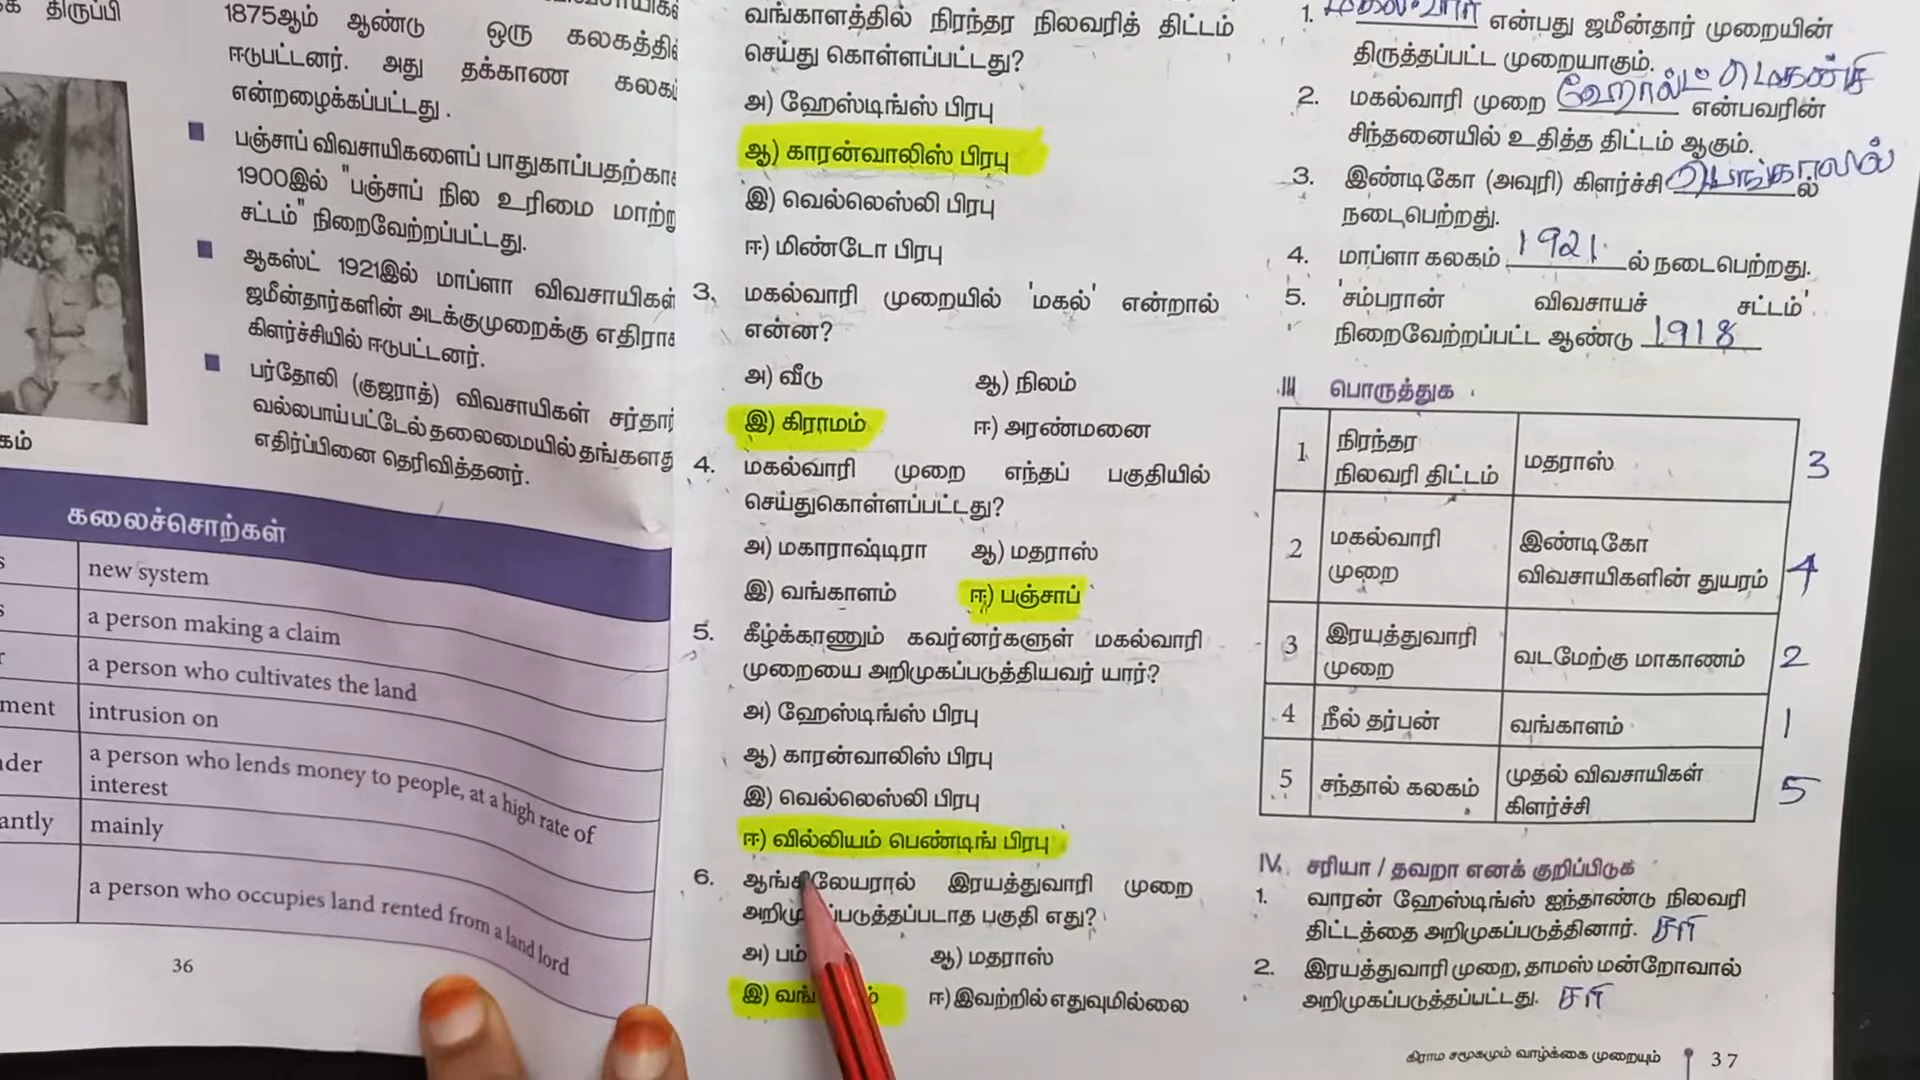 திருப்பி
1875ஆம் ஆண்டு ஒரு
ஈடுபட்டனர். அது தக்காண
என்றழைக்கப்பட்டது.
பஞ்சாப் விவசாயிகளைப்
1900இல் "பஞ்சாப் நில உரிமை மாற்று
சட்டம்" நிறைவேற்றப்பட்டது.
ஆகஸ்ட் 1921இல் மாப்ளா விவசாயிகள்
ஜமீன்தார்களின் அடக்குமுறைக்கு
கிளர்ச்சியில் ஈடுபட்டனர்.
பர்தோலி (குஜராத்) விவசாயிகள் சர்தார்
வல்லபாய் பட்டேல் தலைமையில்
எதிர்ப்பினை தெரிவித்தனர்.
கலைச்சொற்கள்
new system
a person making a claim
a person who cultivates the land
intrusion on
a person who lends money to people, at a high rate of
interest
mainly
a person who occupies land rented from a land lord
36
வங்காளத்தில் நிரந்தர நிலவரித் திட்டம்
செய்து கொள்ளப்பட்டது?
அ) ஹேஸ்டிங்ஸ் பிரபு
ஆ) காரன்வாலிஸ் பிரபு
இ) வெல்லெஸ்லி பிரபு
ஈ) மிண்டோ பிரபு
3. மகல்வாரி முறையில் 'மகல்' என்றால்
என்ன?
அ) வீடு ஆ) நிலம்
இ) கிராமம் ஈ) அரண்மனை
4. மகல்வாரி முறை எந்தப் பகுதியில்
செய்துகொள்ளப்பட்டது?
அ) மகாராஷ்டிரா ஆ) மதராஸ்
இ) வங்காளம் ஈ) பஞ்சாப்
5. கீழ்க்காணும் கவர்னர்களுள் மகல்வாரி
முறையை அறிமுகப்படுத்தியவர் யார்?
அ) ஹேஸ்டிங்ஸ் பிரபு
ஆ) காரன்வாலிஸ் பிரபு
இ) வெல்லெஸ்லி பிரபு
ஈ) வில்லியம் பெண்டிங் பிரபு
6. ஆங்கிலேயரால் இரயத்துவாரி முறை
பகுதி எது?
அ) ஆ) மதராஸ்
இ) ஈ) இவற்றில் எதுவுமில்லை
1. மகல்வாரி என்பது ஜமீன்தார் முறையின்
திருத்தப்பட்ட முறையாகும்.
2. மகல்வாரி முறை ஹோல்ட் மெகன்சி என்பவரின்
சிந்தனையில் உதித்த திட்டம் ஆகும்.
3. இண்டிகோ (அவுரி) கிளர்ச்சி ல்
நடைபெற்றது.
4. மாப்ளா கலகம் 1921 ல் நடைபெற்றது.
5. 'சம்பரான் விவசாயச் சட்டம்'
நிறைவேற்றப்பட்ட ஆண்டு 1918
III பொருத்துக
1 நிரந்தர நிலவரி திட்டம் மதராஸ் 3
2 மகல்வாரி முறை இண்டிகோ விவசாயிகளின் துயரம் 4
3 இரயத்துவாரி முறை வடமேற்கு மாகாணம் 2
4 நீல் தர்பன் வங்காளம் 1
5 சந்தால் கலகம் முதல் விவசாயிகள் கிளர்ச்சி 5
IV. சரியா / தவறா எனக் குறிப்பிடுக
1. வாரன் ஹேஸ்டிங்ஸ் ஐந்தாண்டு நிலவரி
திட்டத்தை அறிமுகப்படுத்தினார். சரி
2. இரயத்துவாரி முறை, தாமஸ் மன்றோவால்
அறிமுகப்படுத்தப்பட்டது. சரி
கிராம சமூகமும் வாழ்க்கை முறையும் 37